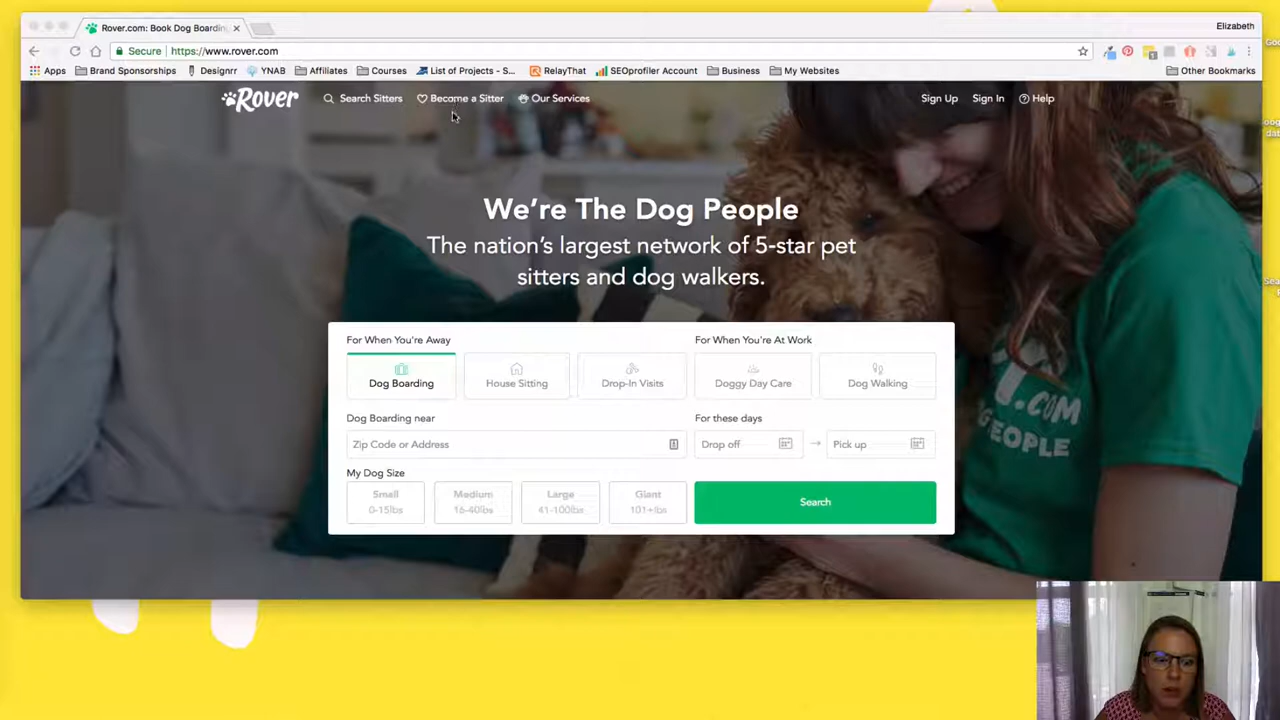 Rover.com: Book Dog Boarding
Elizabeth
Secure https://www.rover.com
Apps Brand Sponsorships Designrr YNAB Affiliates Courses List of Projects - S... RelayThat SEOprofiler Account Business My Websites Other Bookmarks
Rover Search Sitters Become a Sitter Our Services Sign Up Sign In Help
We're The Dog People
The nation's largest network of 5-star pet
sitters and dog walkers.
For When You're Away For When You're At Work
Dog Boarding House Sitting Drop-In Visits Doggy Day Care Dog Walking
Dog Boarding near For these days
Zip Code or Address Drop off Pick up
My Dog Size
Small Medium Large Giant
0-15lbs 16-40lbs 41-100lbs 101+lbs
Search
.COM
PEOPLE